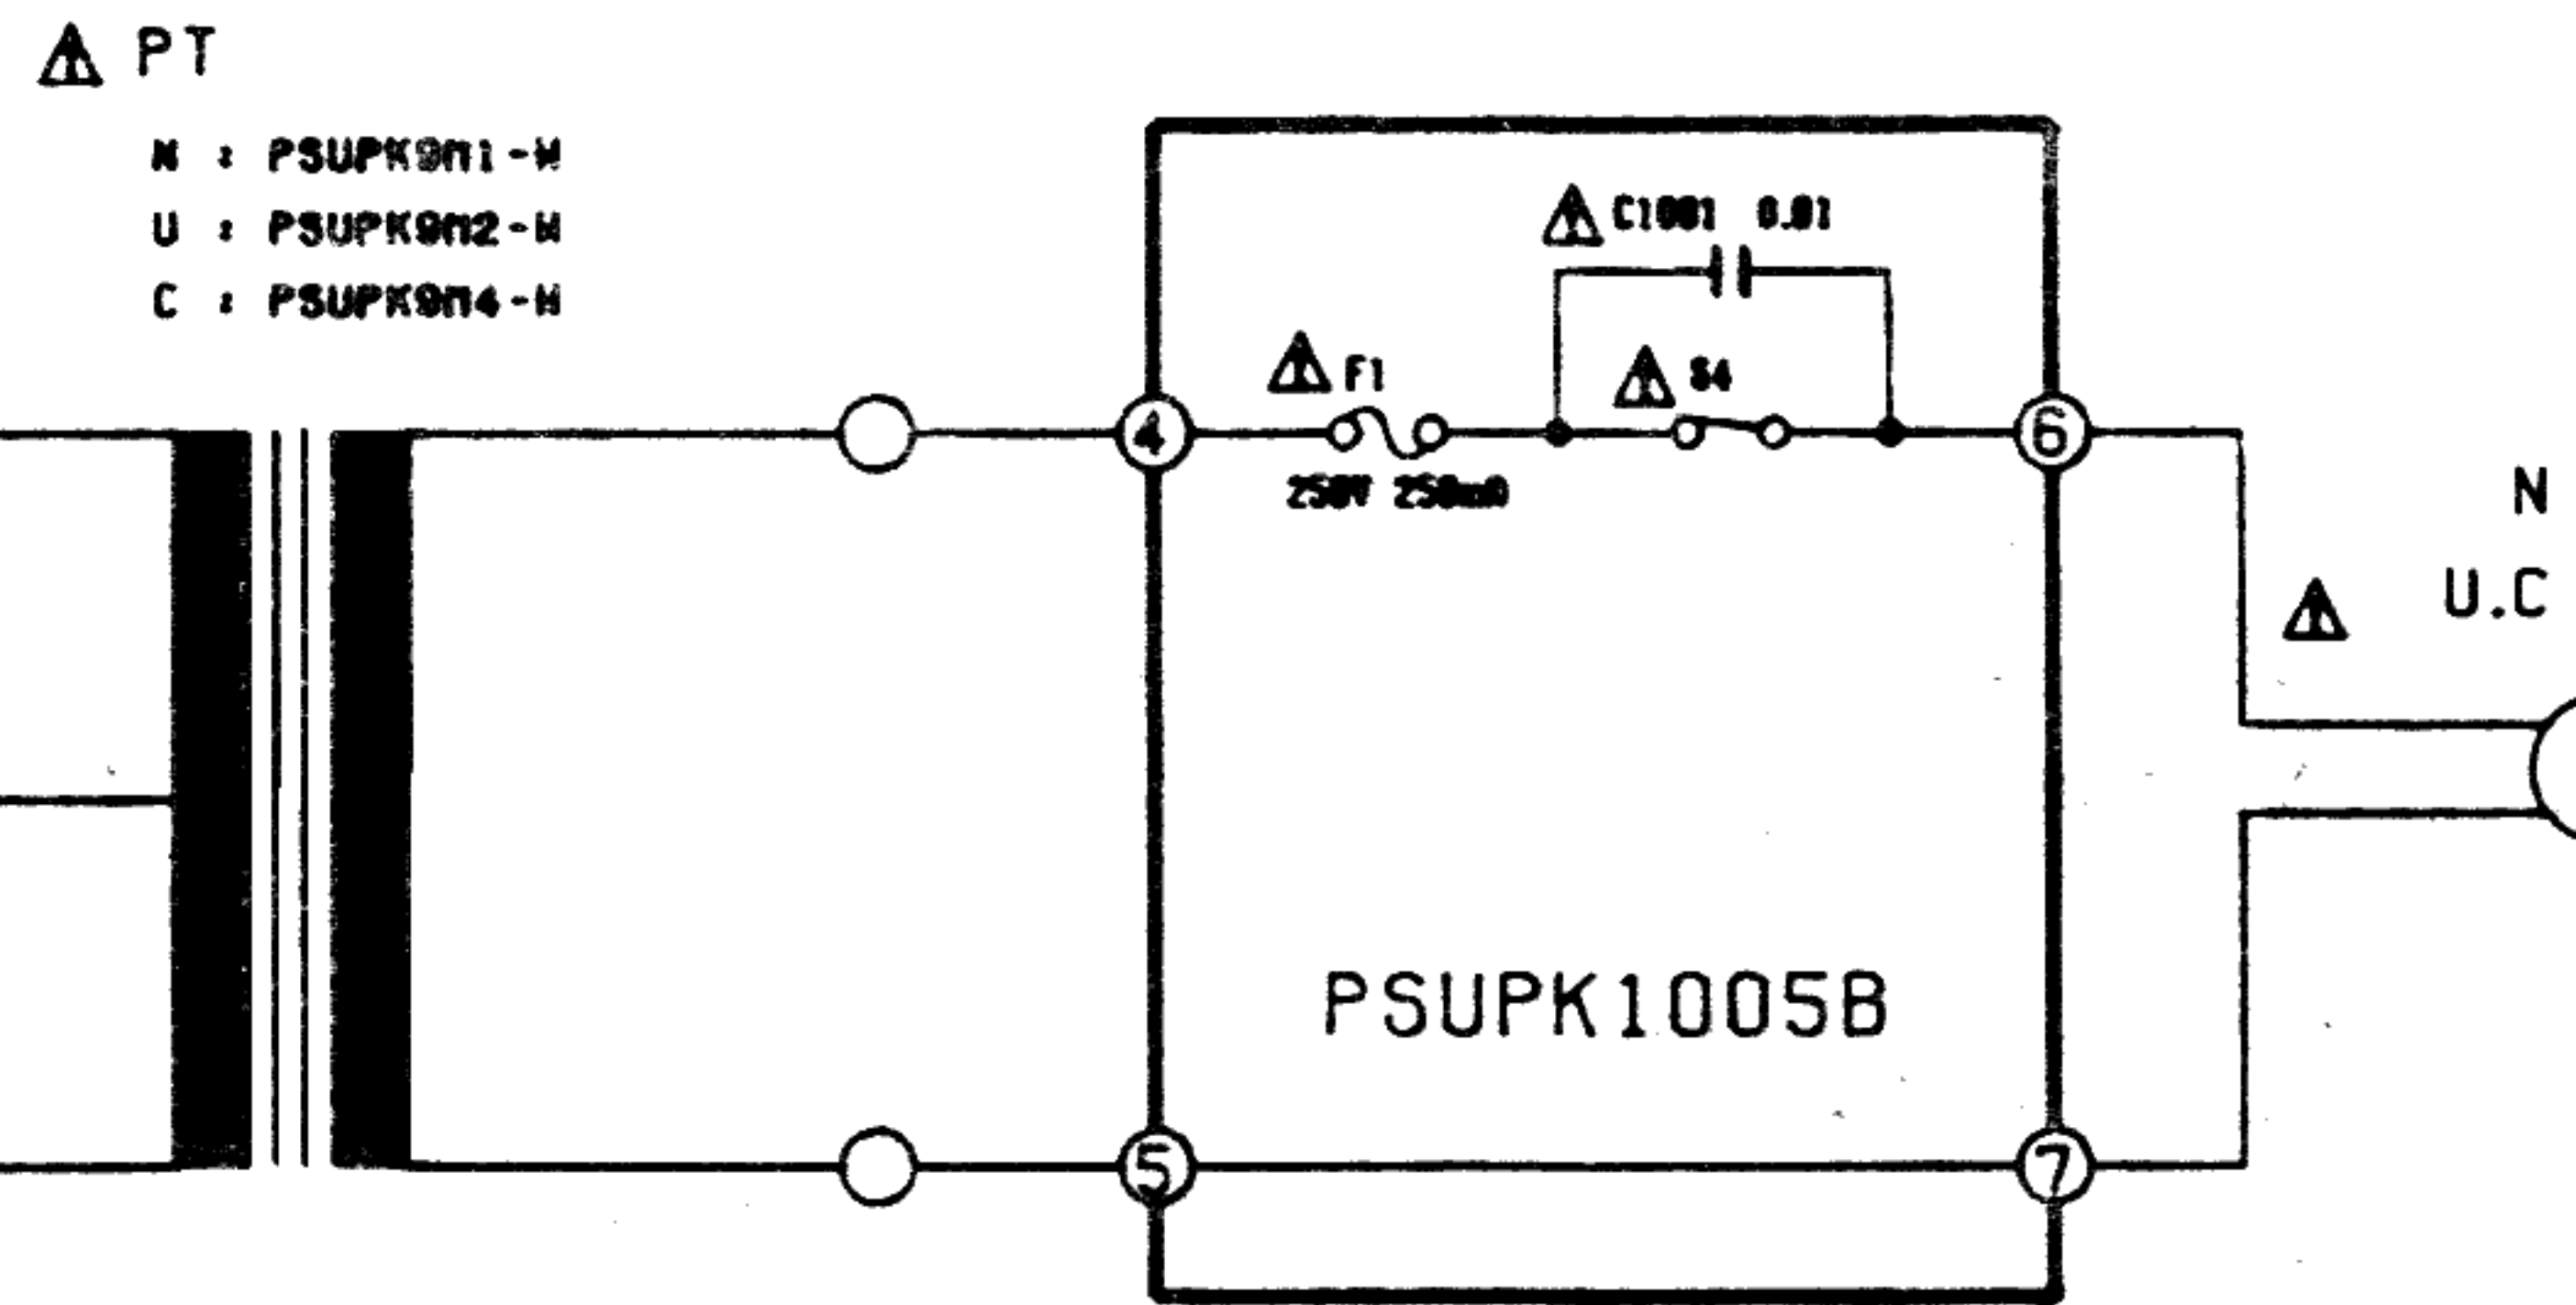 PT
N : PSUPK9M1-W
U : PSUPK9M2-W
C : PSUPK9M4-W
C1001 0.01
F1
S4
4
6
250V 250mA
N
U.C
PSUPK1005B
5
7